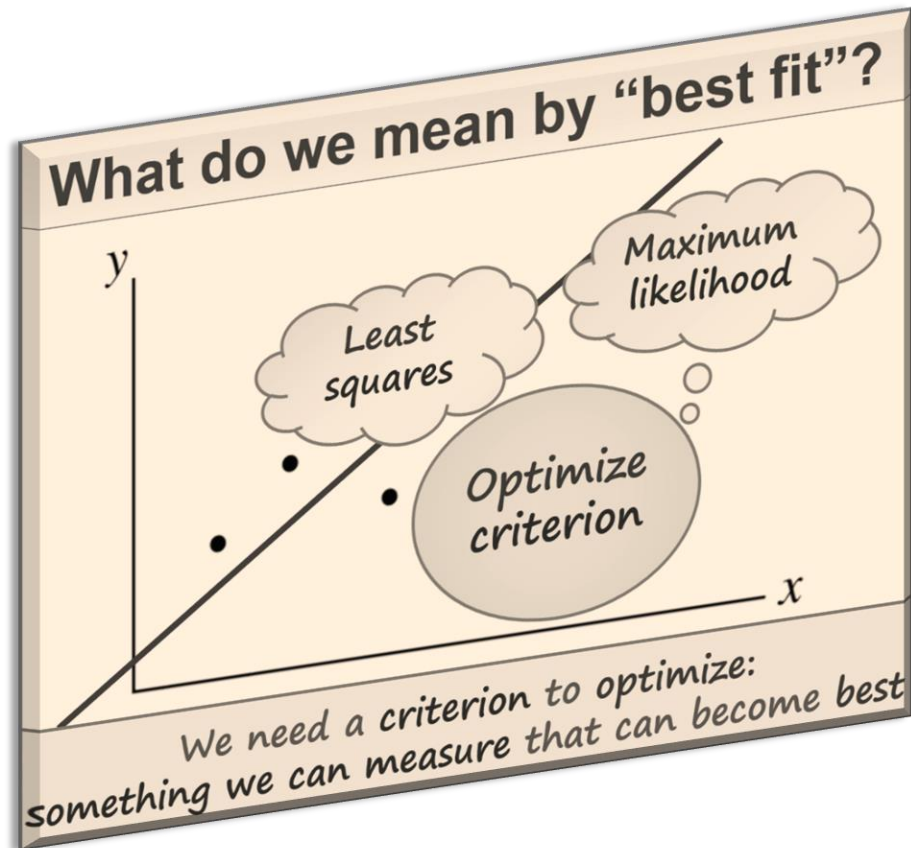 What do we mean by “best fit”?
y
Maximum
likelihood
Least
squares
Optimize
criterion
x
We need a criterion to optimize:
something we can measure that can become best